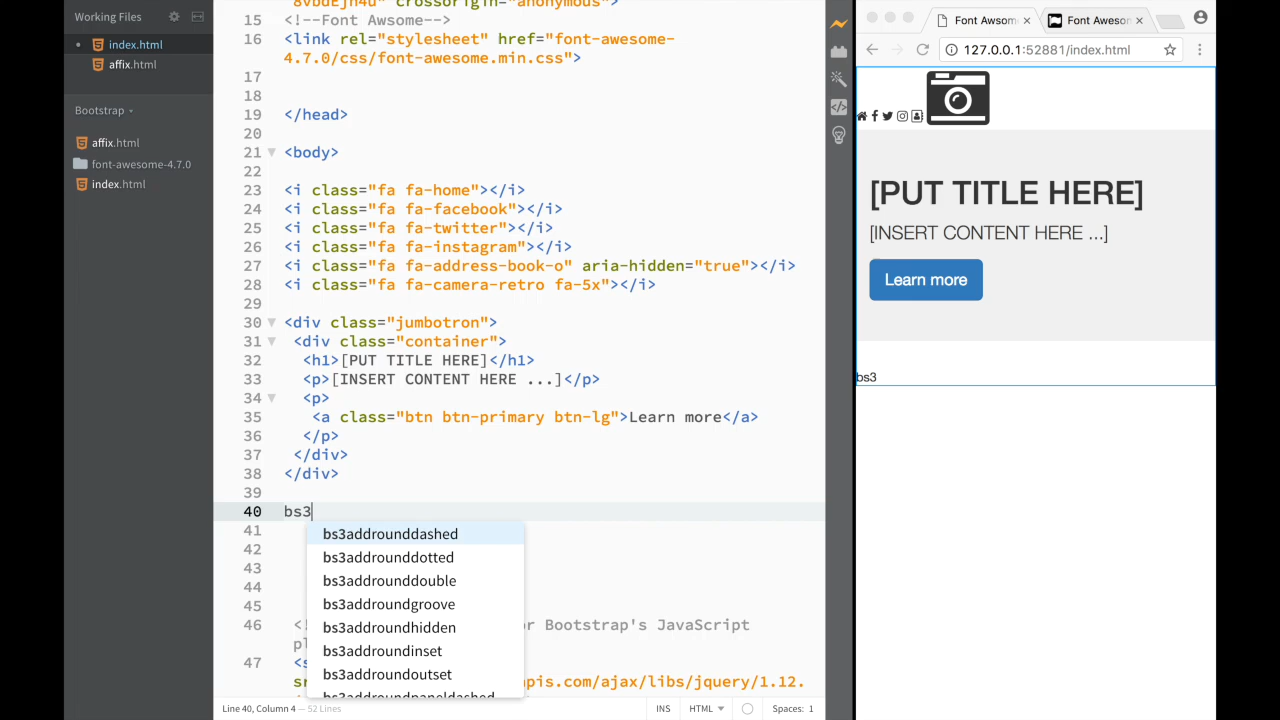 Working Files
index.html
affix.html
Bootstrap
affix.html
font-awesome-4.7.0
index.html
crossorigin="anonymous">
15 <!--Font Awsome-->
16 <link rel="stylesheet" href="font-awesome-
4.7.0/css/font-awesome.min.css">
17
18
19 </head>
20
21 <body>
22
23 <i class="fa fa-home"></i>
24 <i class="fa fa-facebook"></i>
25 <i class="fa fa-twitter"></i>
26 <i class="fa fa-instagram"></i>
27 <i class="fa fa-address-book-o" aria-hidden="true"></i>
28 <i class="fa fa-camera-retro fa-5x"></i>
29
30 <div class="jumbotron">
31 <div class="container">
32 <h1>[PUT TITLE HERE]</h1>
33 <p>[INSERT CONTENT HERE ...]</p>
34 <p>
35 <a class="btn btn-primary btn-lg">Learn more</a>
36 </p>
37 </div>
38 </div>
39
40 bs3
41
42
43
44
45
46 <! or Bootstrap's JavaScript
pl
47 <s
sr pis.com/ajax/libs/jquery/1.12.
bs3addrounddashed
bs3addrounddotted
bs3addrounddouble
bs3addroundgroove
bs3addroundhidden
bs3addroundinset
bs3addroundoutset
bs3addroundpaneldashed
Line 40, Column 4 — 52 Lines
INS
HTML
Spaces: 1
Font Awsom
Font Aweson
127.0.0.1:52881/index.html
[PUT TITLE HERE]
[INSERT CONTENT HERE ...]
Learn more
bs3